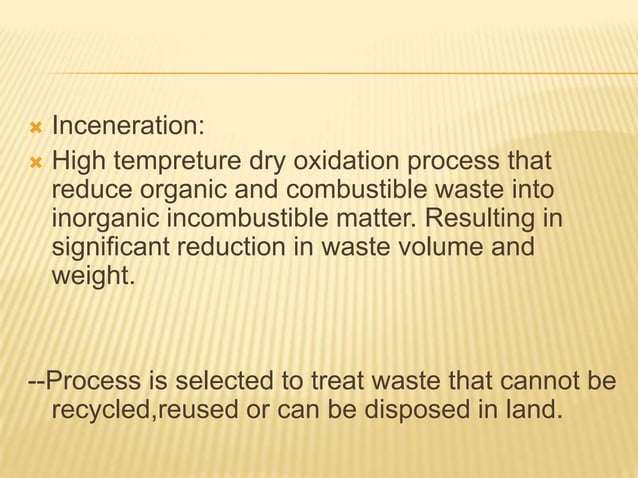 Inceneration:
High tempreture dry oxidation process that
reduce organic and combustible waste into
inorganic incombustible matter. Resulting in
significant reduction in waste volume and
weight.
--Process is selected to treat waste that cannot be
recycled,reused or can be disposed in land.